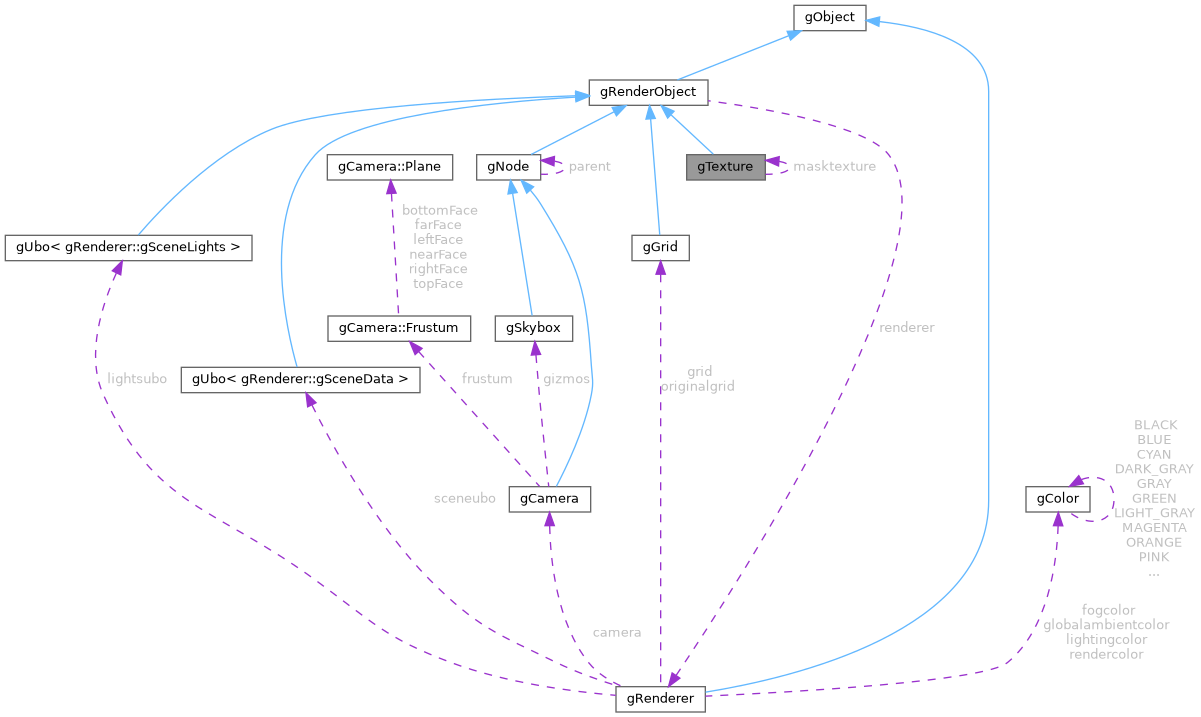 gObject
gRenderObject
gCamera::Plane
gNode
parent
gTexture
masktexture
bottomFace
farFace
leftFace
nearFace
rightFace
topFace
gUbo< gRenderer::gSceneLights >
gGrid
gCamera::Frustum
gSkybox
renderer
gUbo< gRenderer::gSceneData >
lightsubo
frustum
gizmos
grid
originalgrid
BLACK
BLUE
CYAN
DARK_GRAY
GRAY
GREEN
LIGHT_GRAY
MAGENTA
ORANGE
PINK
...
sceneubo
gCamera
gColor
camera
fogcolor
globalambientcolor
lightingcolor
rendercolor
gRenderer